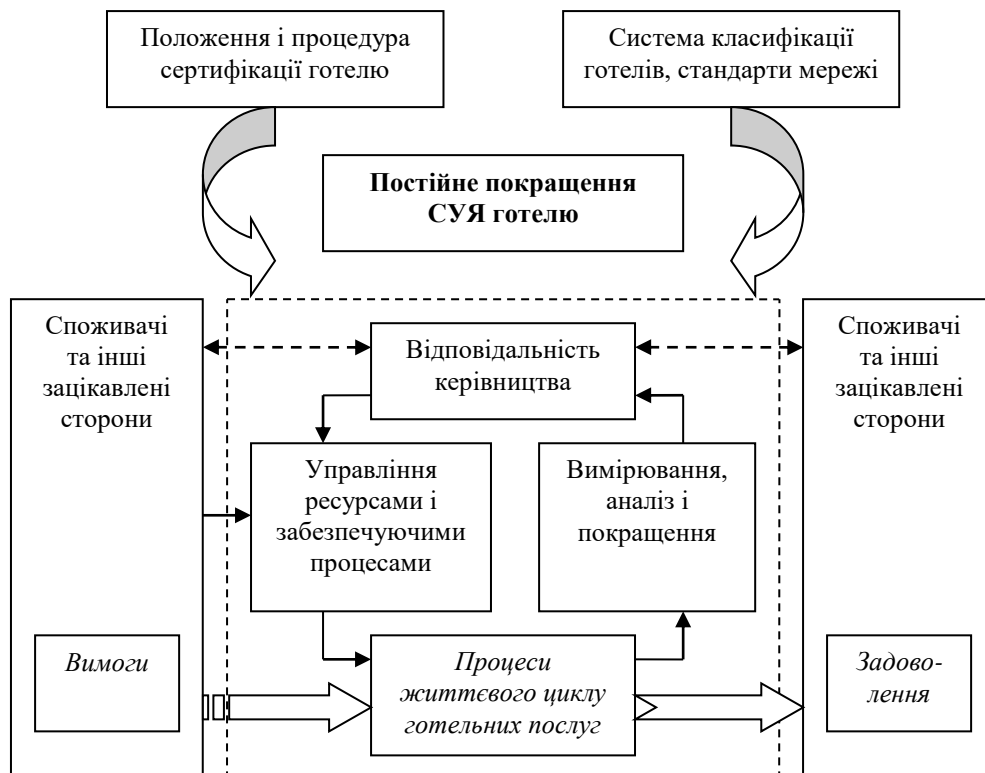 Положення і процедура
сертифікації готелю
Система класифікації
готелів, стандарти мережі
Постійне покращення
СУЯ готелю
Споживачі
та інші
зацікавлені
сторони
Відповідальність
керівництва
Споживачі
та інші
зацікавлені
сторони
Управління
ресурсами і
забезпечуючими
процесами
Вимірювання,
аналіз і
покращення
Вимоги
Процеси
життєвого циклу
готельних послуг
Задово-
лення